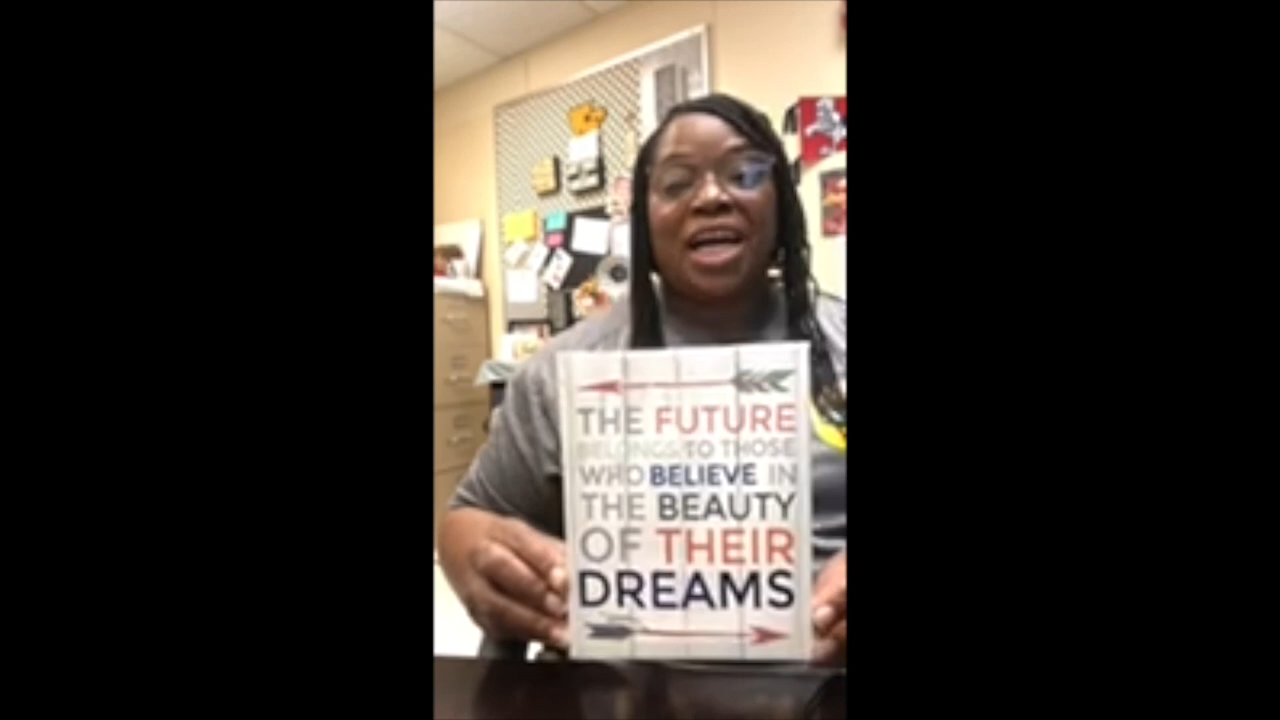 THE FUTURE
BELONGS TO THOSE
WHO BELIEVE IN
THE BEAUTY
OF THEIR
DREAMS